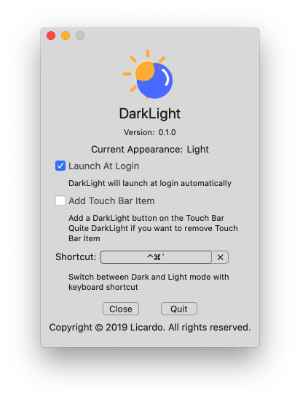 DarkLight
Version: 0.1.0
Current Appearance: Light
Launch At Login
DarkLight will launch at login automatically
Add Touch Bar Item
Add a DarkLight button on the Touch Bar
Quite DarkLight if you want to remove Touch
Bar Item
Shortcut: ^⌘` ×
Switch between Dark and Light mode with
keyboard shortcut
Close Quit
Copyright © 2019 Licardo. All rights reserved.